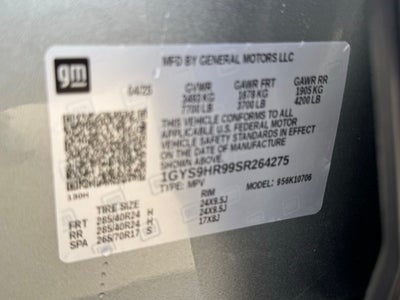 gm
MFD BY GENERAL MOTORS LLC
04/25 GVWR GAWR FRT GAWR RR
3493 KG 1678 KG 1905 KG
7700 LB 3700 LB 4200 LB
THIS VEHICLE CONFORMS TO ALL APPLICABLE
U.S. FEDERAL MOTOR
VEHICLE SAFETY STANDARDS IN EFFECT ON THE
DATE OF MANUFACTURE SHOWN ABOVE.
1GYS9HR99SR264275
TYPE: MPV MODEL: 6K10706
TIRE SIZE RIM
FRT 285/40R24 H 24X9.5J
RR 285/40R24 H 24X9.5J
SPA 265/70R17 S 17X8J